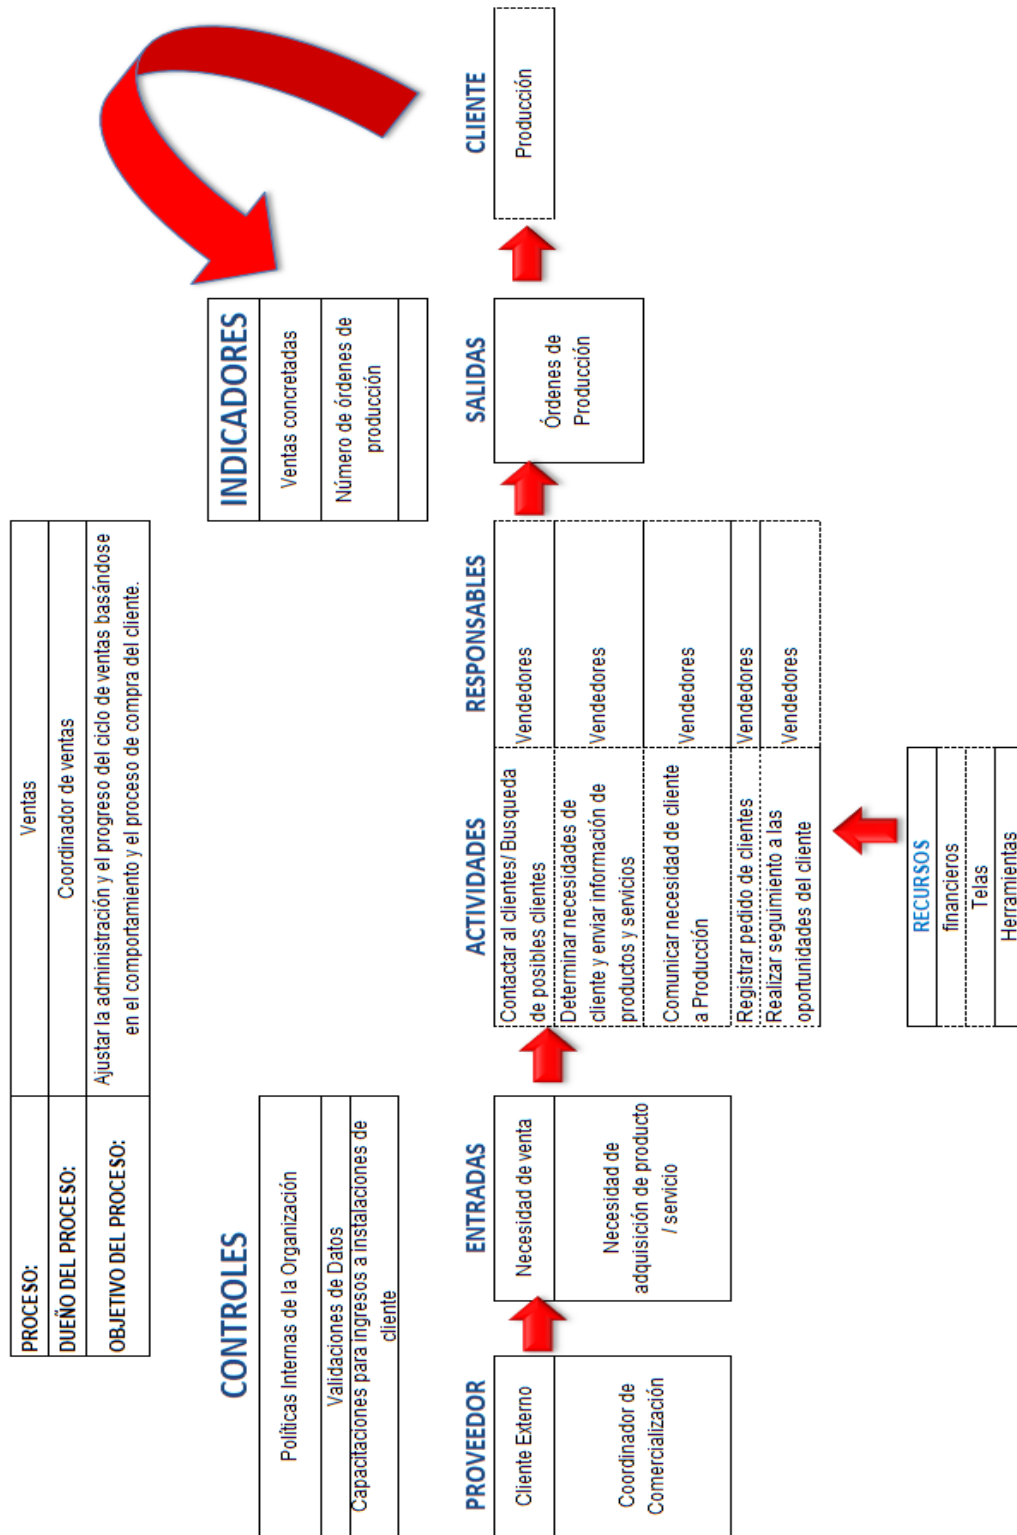 PROCESO:
Ventas
DUEÑO DEL PROCESO:
Coordinador de ventas
OBJETIVO DEL PROCESO:
Ajustar la administración y el progreso del ciclo de ventas basándose
en el comportamiento y el proceso de compra del cliente.
CONTROLES
Políticas Internas de la Organización
Validaciones de Datos
Capacitaciones para ingresos a instalaciones de
cliente
INDICADORES
Ventas concretadas
Número de órdenes de
producción
PROVEEDOR
Cliente Externo
Coordinador de
Comercialización
ENTRADAS
Necesidad de venta
Necesidad de
adquisición de producto
/ servicio
ACTIVIDADES
RESPONSABLES
Contactar al clientes/ Busqueda
de posibles clientes
Vendedores
Determinar necesidades de
cliente y enviar información de
productos y servicios
Vendedores
Comunicar necesidad de cliente
a Producción
Vendedores
Registrar pedido de clientes
Vendedores
Realizar seguimiento a las
oportunidades del cliente
Vendedores
SALIDAS
Órdenes de
Producción
CLIENTE
Producción
RECURSOS
financieros
Telas
Herramientas